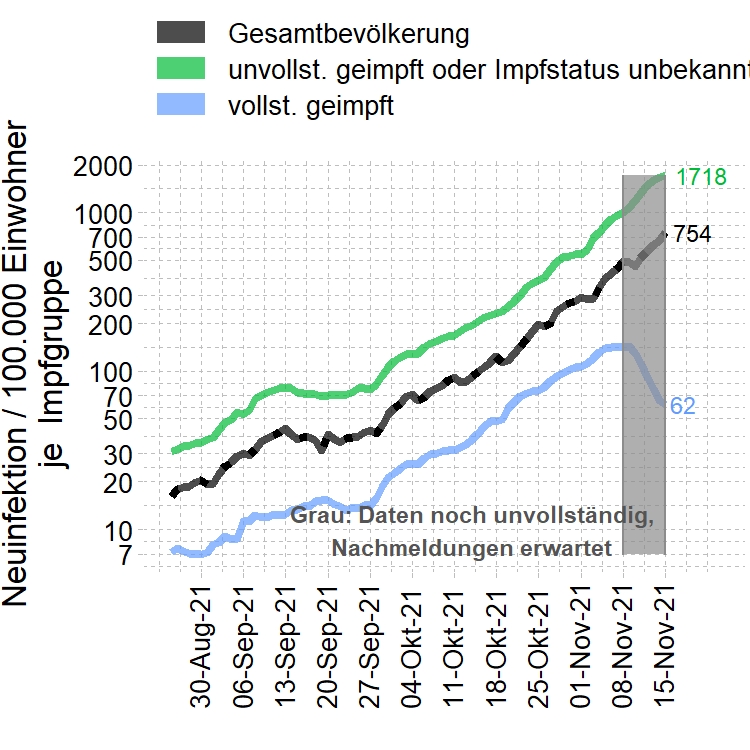 Gesamtbevölkerung
unvollst. geimpft oder Impfstatus unbekannt
vollst. geimpft
Neuinfektion / 100.000 Einwohner
je Impfgruppe
2000
1000
700
500
300
200
100
70
50
30
20
10
7
1718
754
62
Grau: Daten noch unvollständig,
Nachmeldungen erwartet
30-Aug-21
06-Sep-21
13-Sep-21
20-Sep-21
27-Sep-21
04-Okt-21
11-Okt-21
18-Okt-21
25-Okt-21
01-Nov-21
08-Nov-21
15-Nov-21